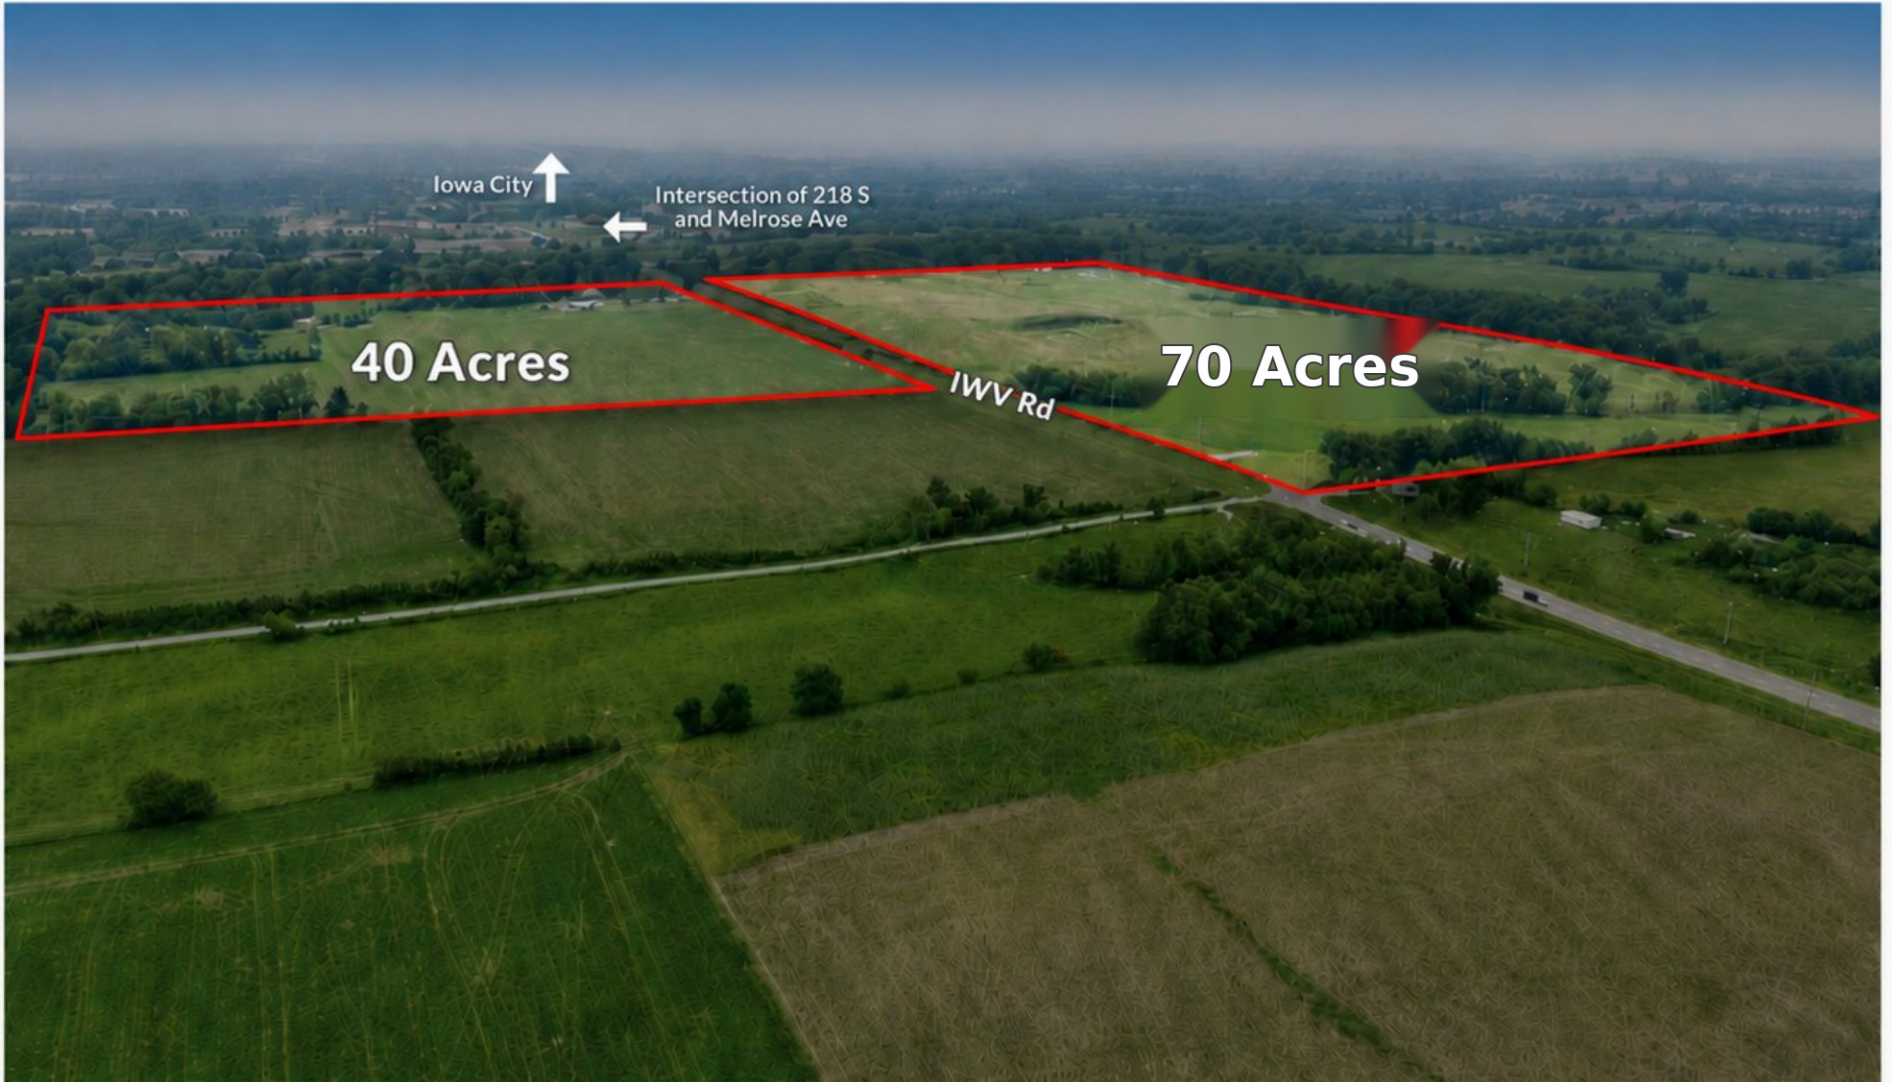 Iowa City
Intersection of 218 S
and Melrose Ave
40 Acres
70 Acres
IWV Rd